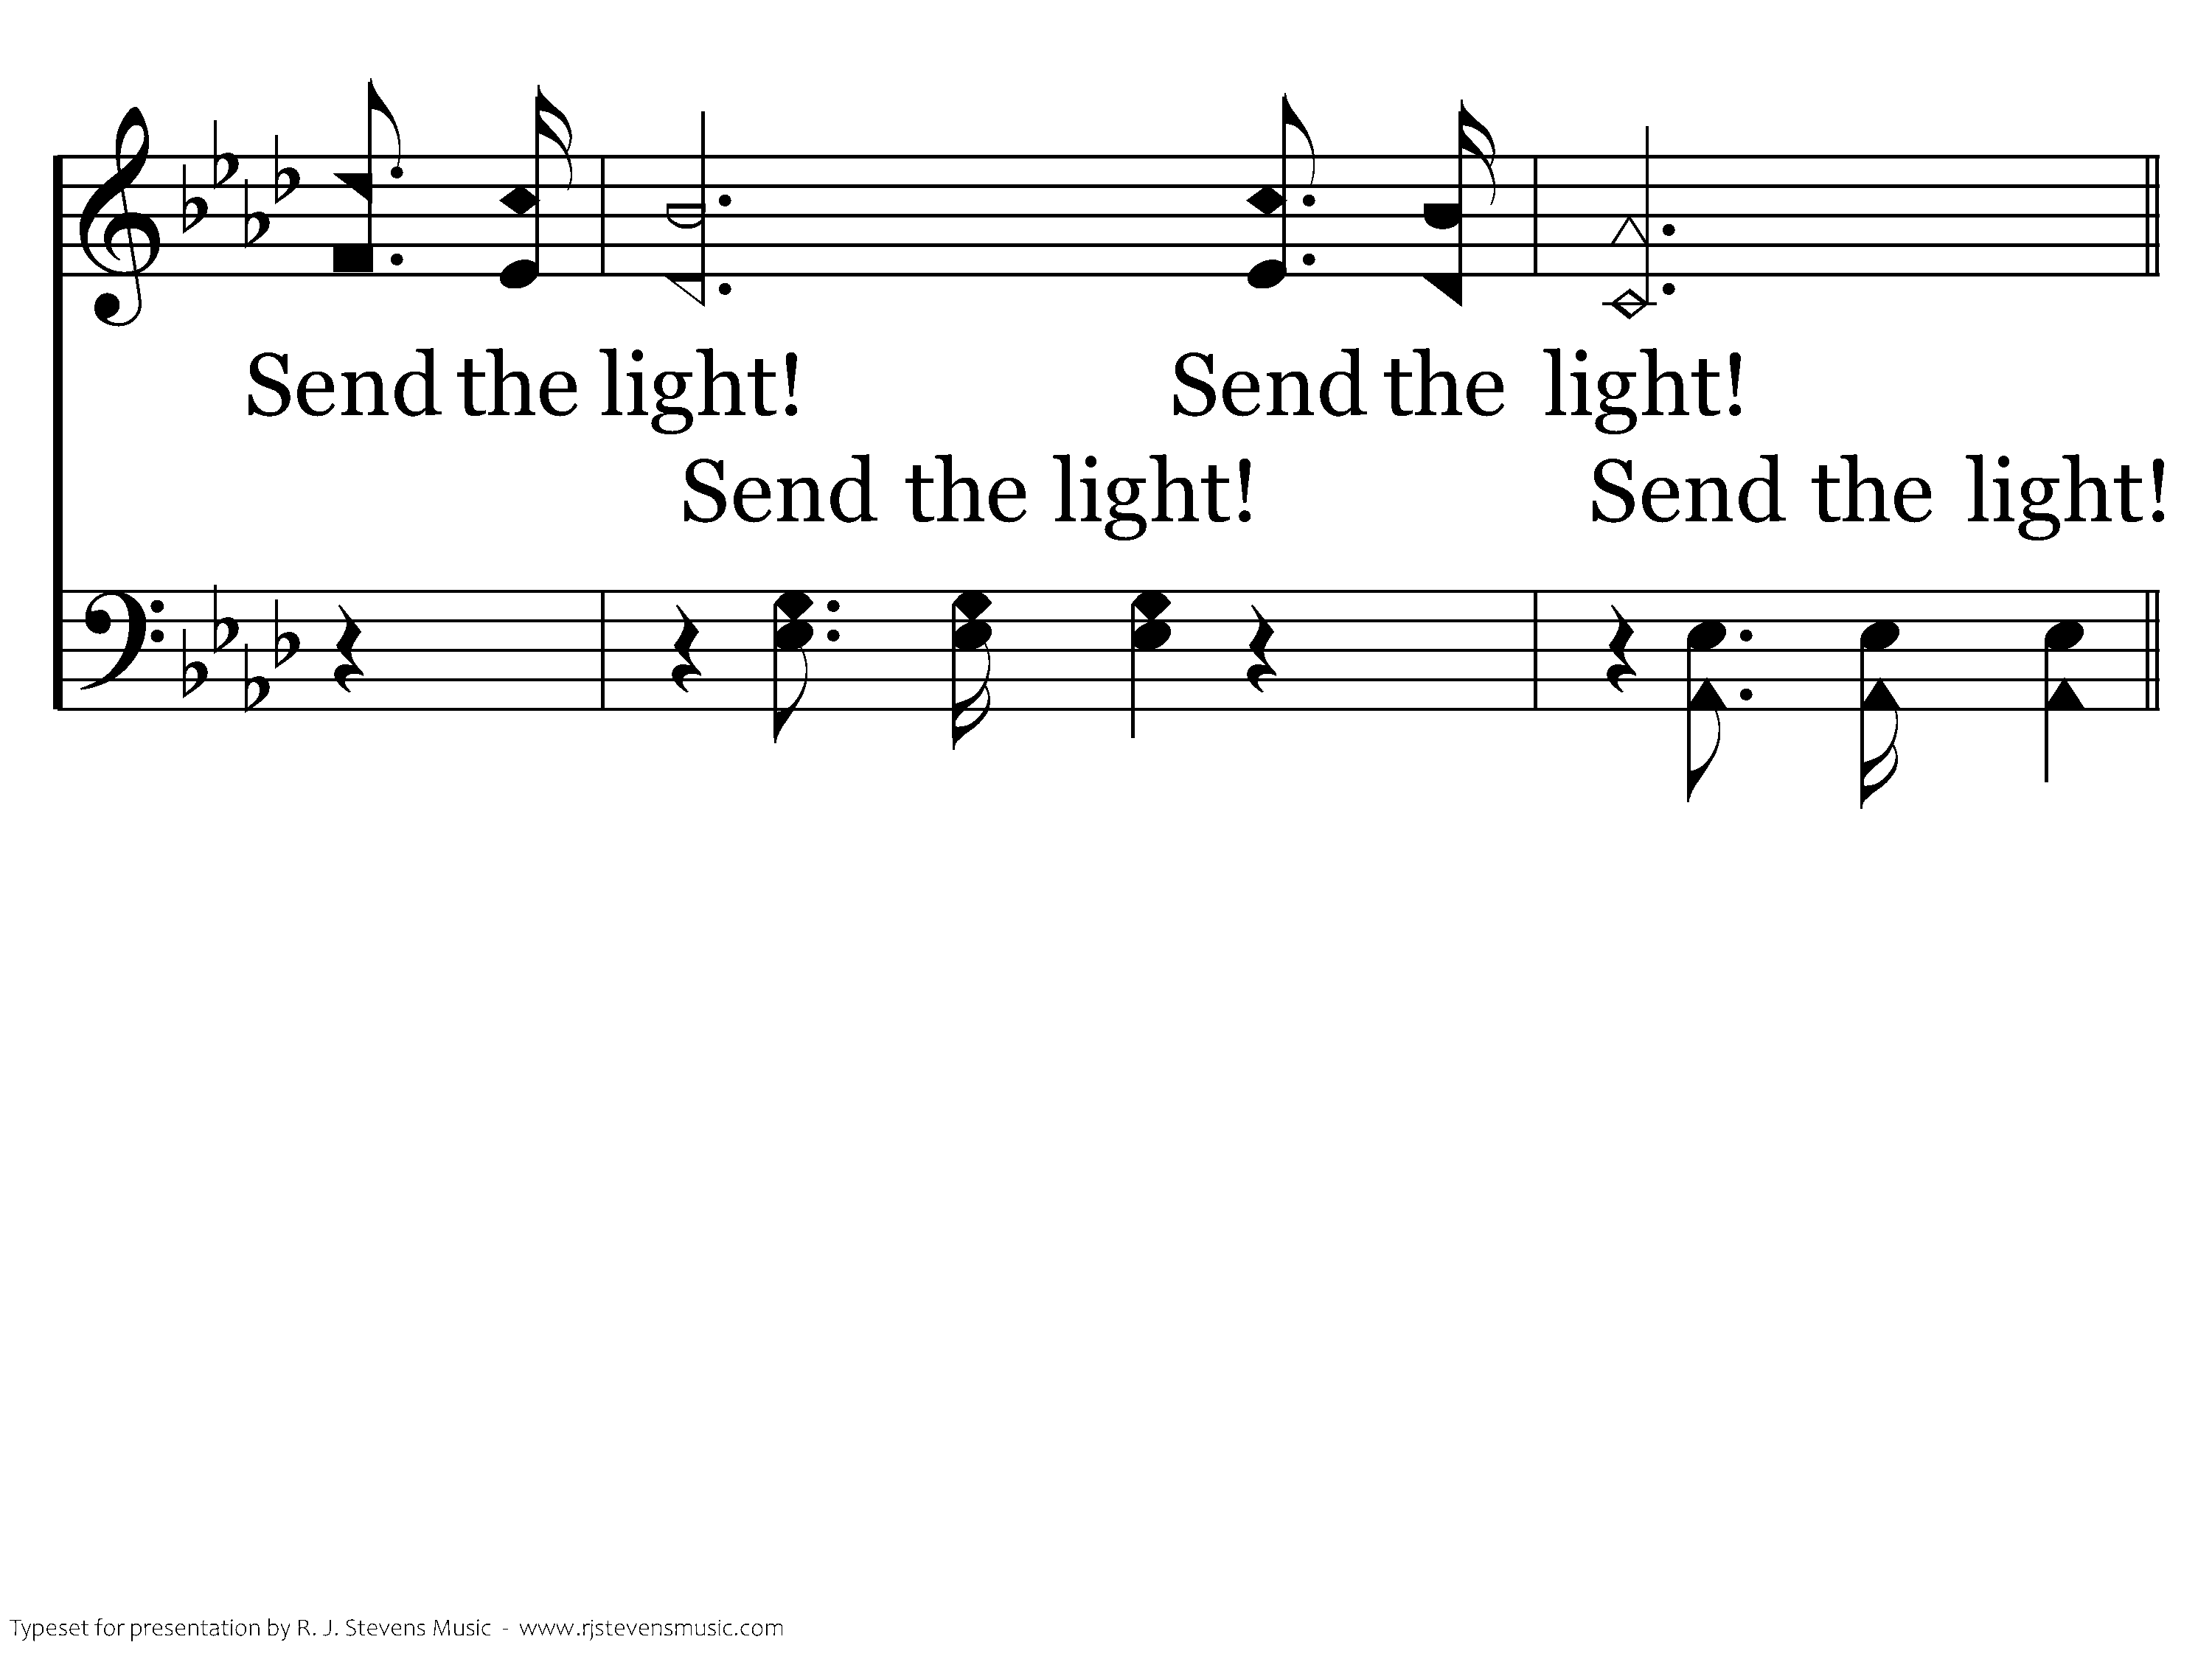 Send the light! Send the light!
Send the light! Send the light!
Typeset for presentation by R. J. Stevens Music - www.rjstevensmusic.com